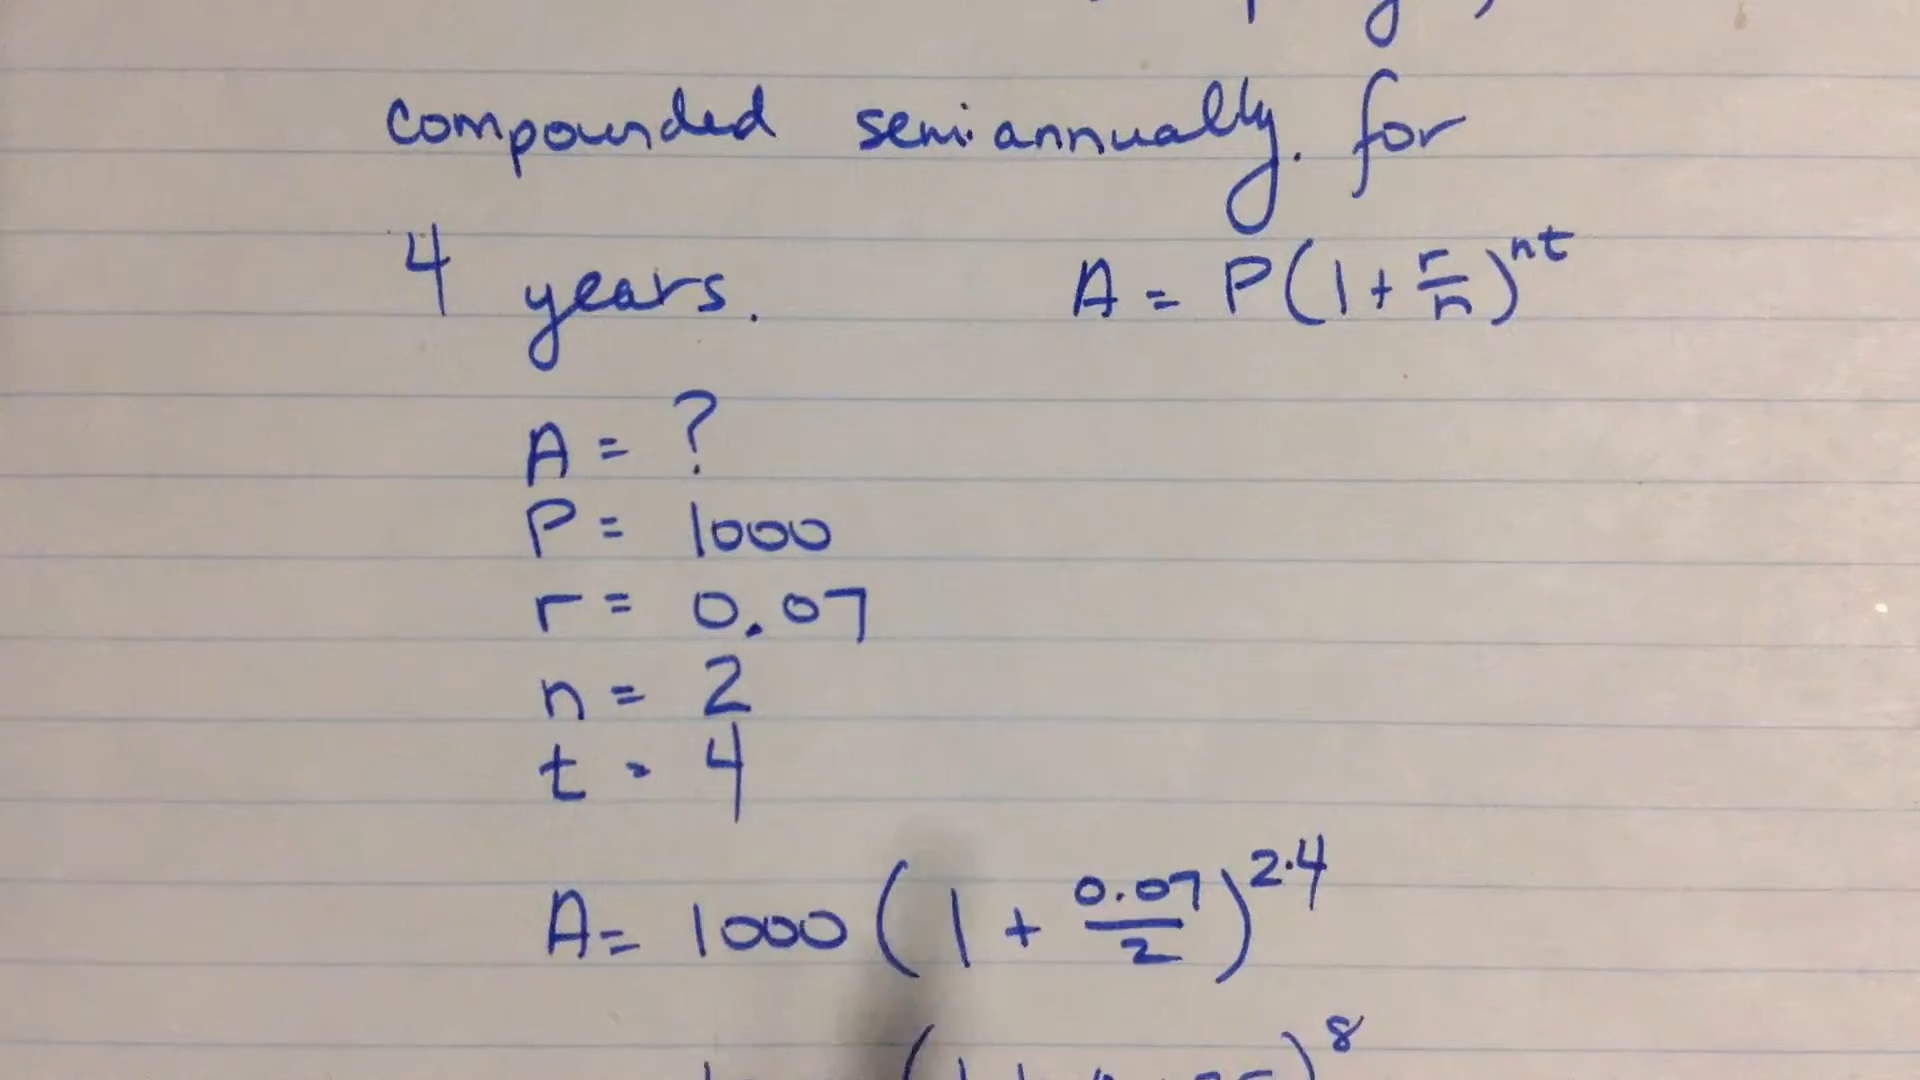 compounded semiannually. for
4 years. A = P(1 + r/n)^nt
A = ?
P = 1000
r = 0.07
n = 2
t = 4
A = 1000 (1 + 0.07/2)^2·4
)^8